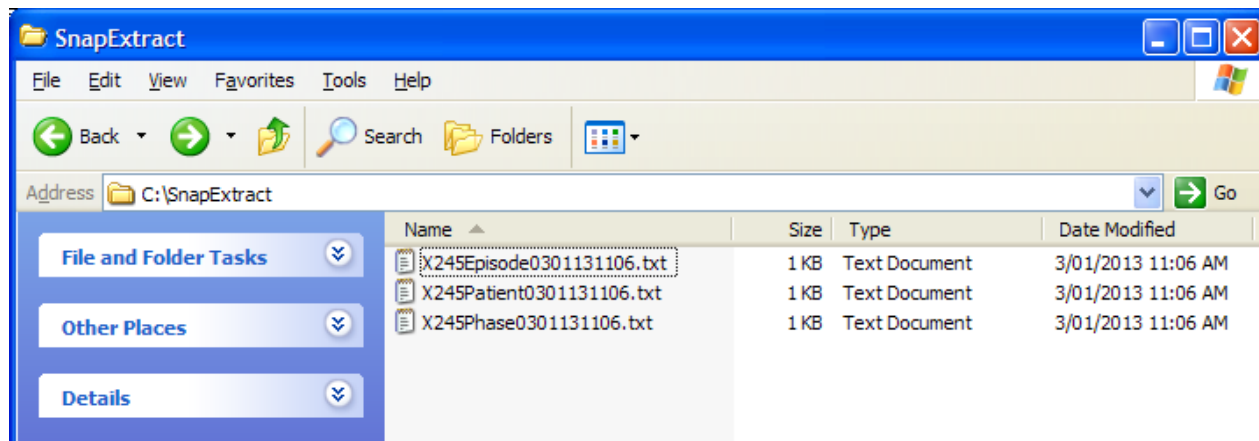 SnapExtract
File Edit View Favorites Tools Help
Back Search Folders
Address C:\SnapExtract Go
Name Size Type Date Modified
File and Folder Tasks
X245Episode0301131106.txt 1 KB Text Document 3/01/2013 11:06 AM
X245Patient0301131106.txt 1 KB Text Document 3/01/2013 11:06 AM
Other Places
X245Phase0301131106.txt 1 KB Text Document 3/01/2013 11:06 AM
Details